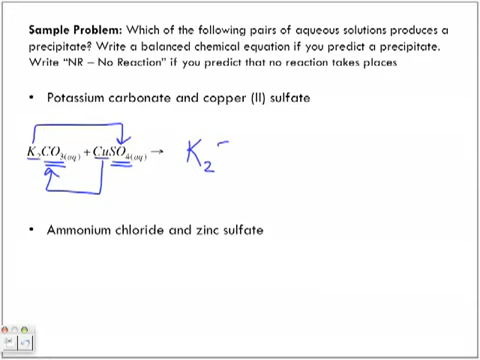 Sample Problem: Which of the following pairs of aqueous solutions produces a
precipitate? Write a balanced chemical equation if you predict a precipitate.
Write “NR – No Reaction” if you predict that no reaction takes places
• Potassium carbonate and copper (II) sulfate
K2CO3(aq) + CuSO4(aq) → K2
• Ammonium chloride and zinc sulfate